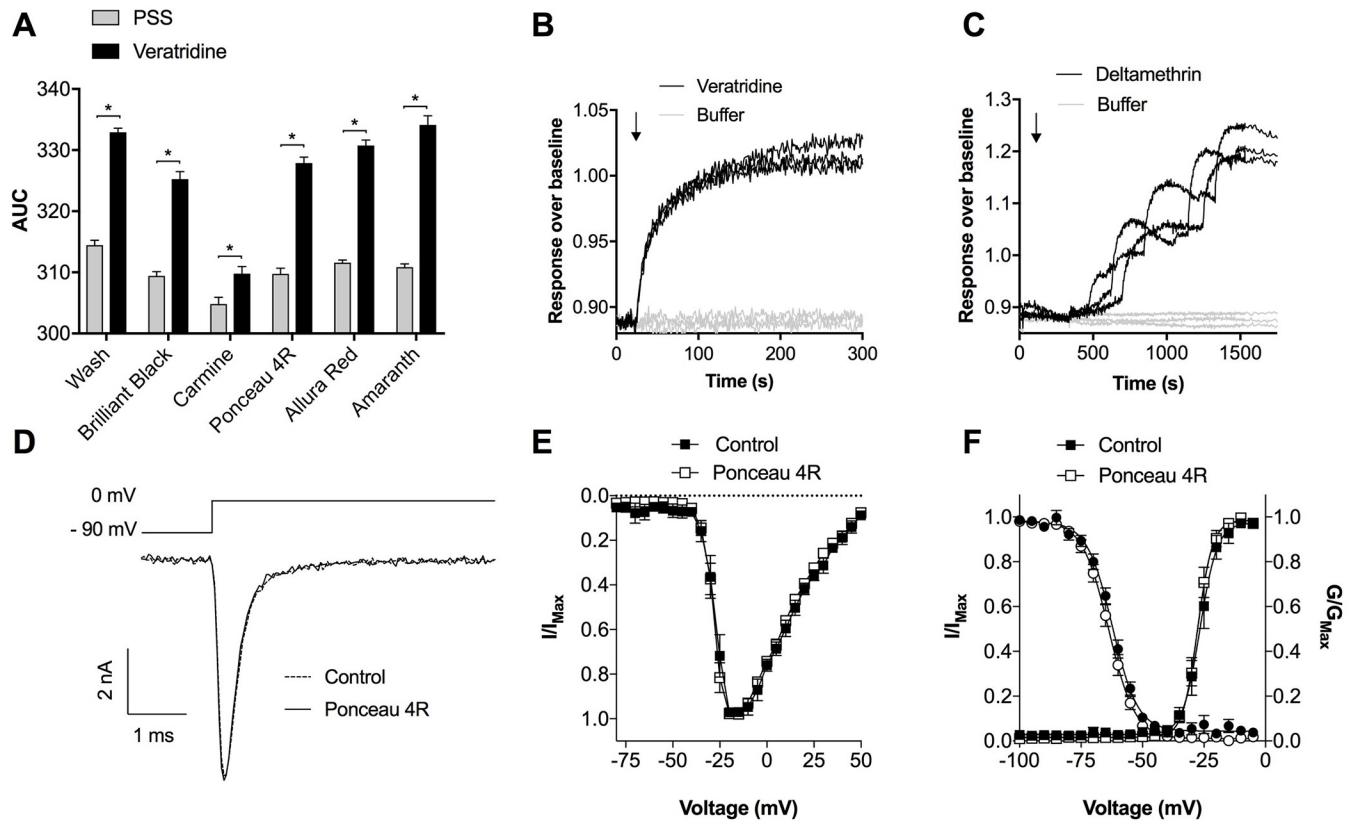 A
PSS
Veratridine
AUC
340
330
320
310
300
*
*
*
*
*
*
Wash
Brilliant Black
Carmine
Ponceau 4R
Allura Red
Amaranth
B
Veratridine
Buffer
Response over baseline
1.05
1.00
0.95
0.90
0
100
200
300
Time (s)
C
Deltamethrin
Buffer
Response over baseline
1.3
1.2
1.1
1.0
0.9
0
500
1000
1500
Time (s)
D
0 mV
- 90 mV
2 nA
1 ms
Control
Ponceau 4R
E
Control
Ponceau 4R
I/IMax
0.0
0.2
0.4
0.6
0.8
1.0
-75
-50
-25
0
25
50
Voltage (mV)
F
Control
Ponceau 4R
I/IMax
1.0
0.8
0.6
0.4
0.2
0.0
G/GMax
1.0
0.8
0.6
0.4
0.2
0.0
-100
-75
-50
-25
0
Voltage (mV)